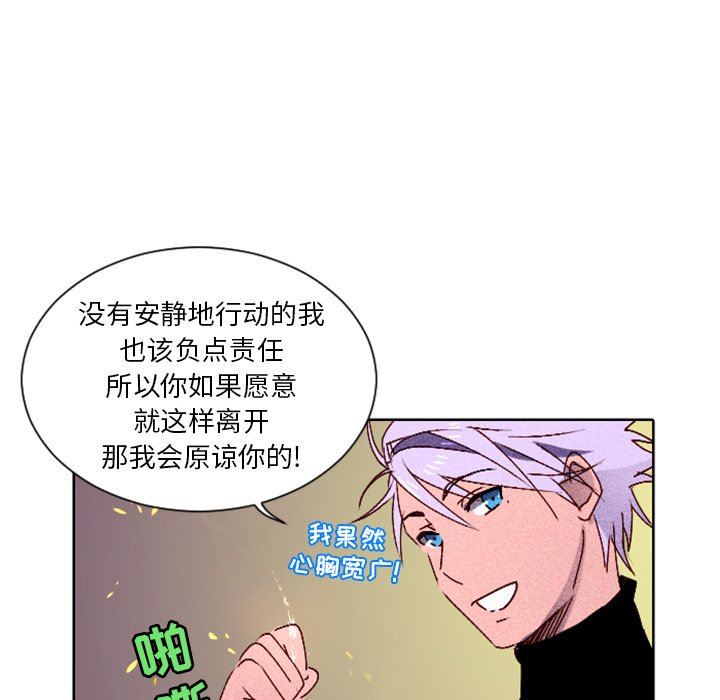 没有安静地行动的我
也该负点责任
所以你如果愿意
就这样离开
那我会原谅你的!
我果然
心胸宽广!
啪
嘶